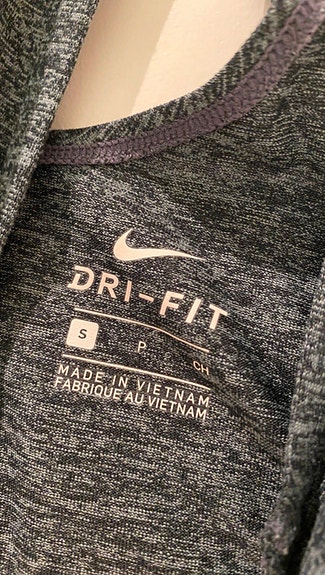 DRI-FIT
S P CH
MADE IN VIETNAM
FABRIQUE AU VIETNAM